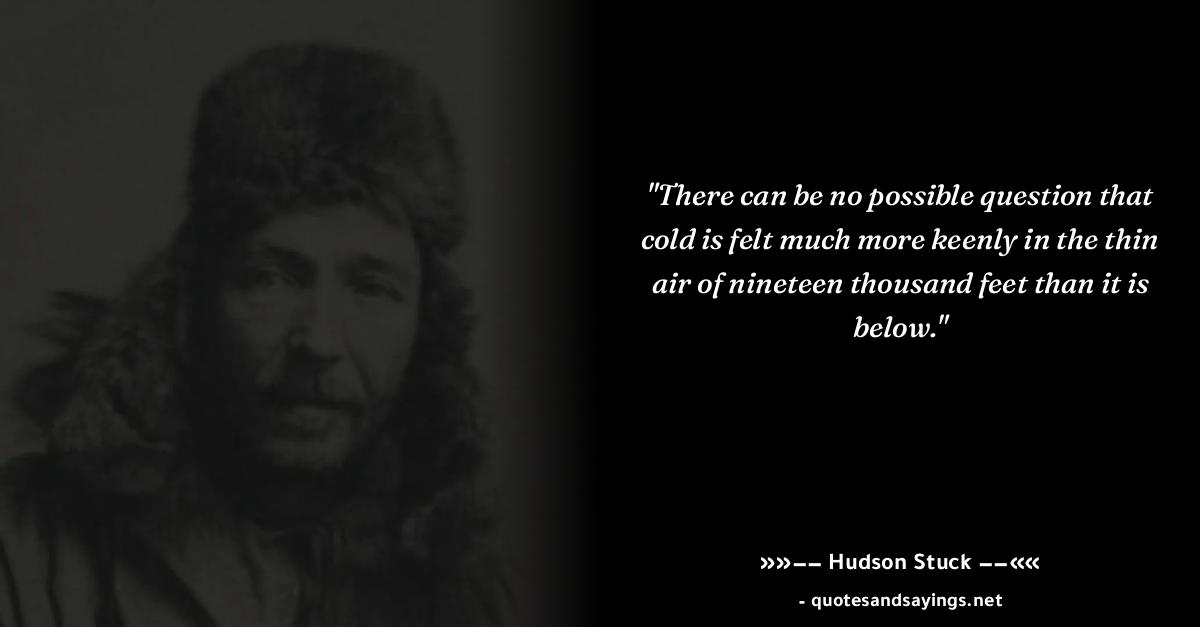 "There can be no possible question that
cold is felt much more keenly in the thin
air of nineteen thousand feet than it is
below."
»»—— Hudson Stuck ——««
- quotesandsayings.net